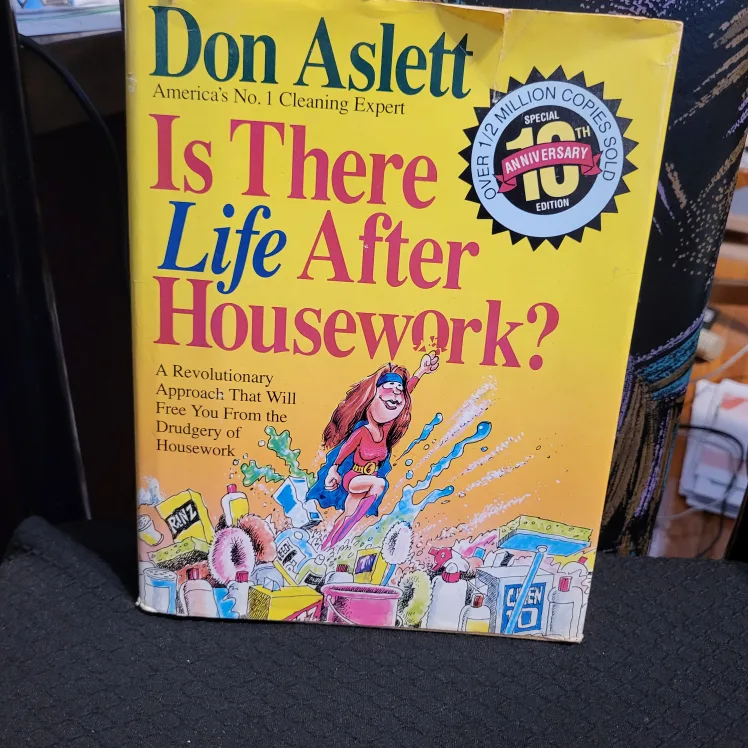 Don Aslett
America's No. 1 Cleaning Expert
OVER 1/2 MILLION COPIES SOLD
SPECIAL
10TH
ANNIVERSARY
EDITION
Is There
Life After
Housework?
A Revolutionary
Approach That Will
Free You From the
Drudgery of
Housework